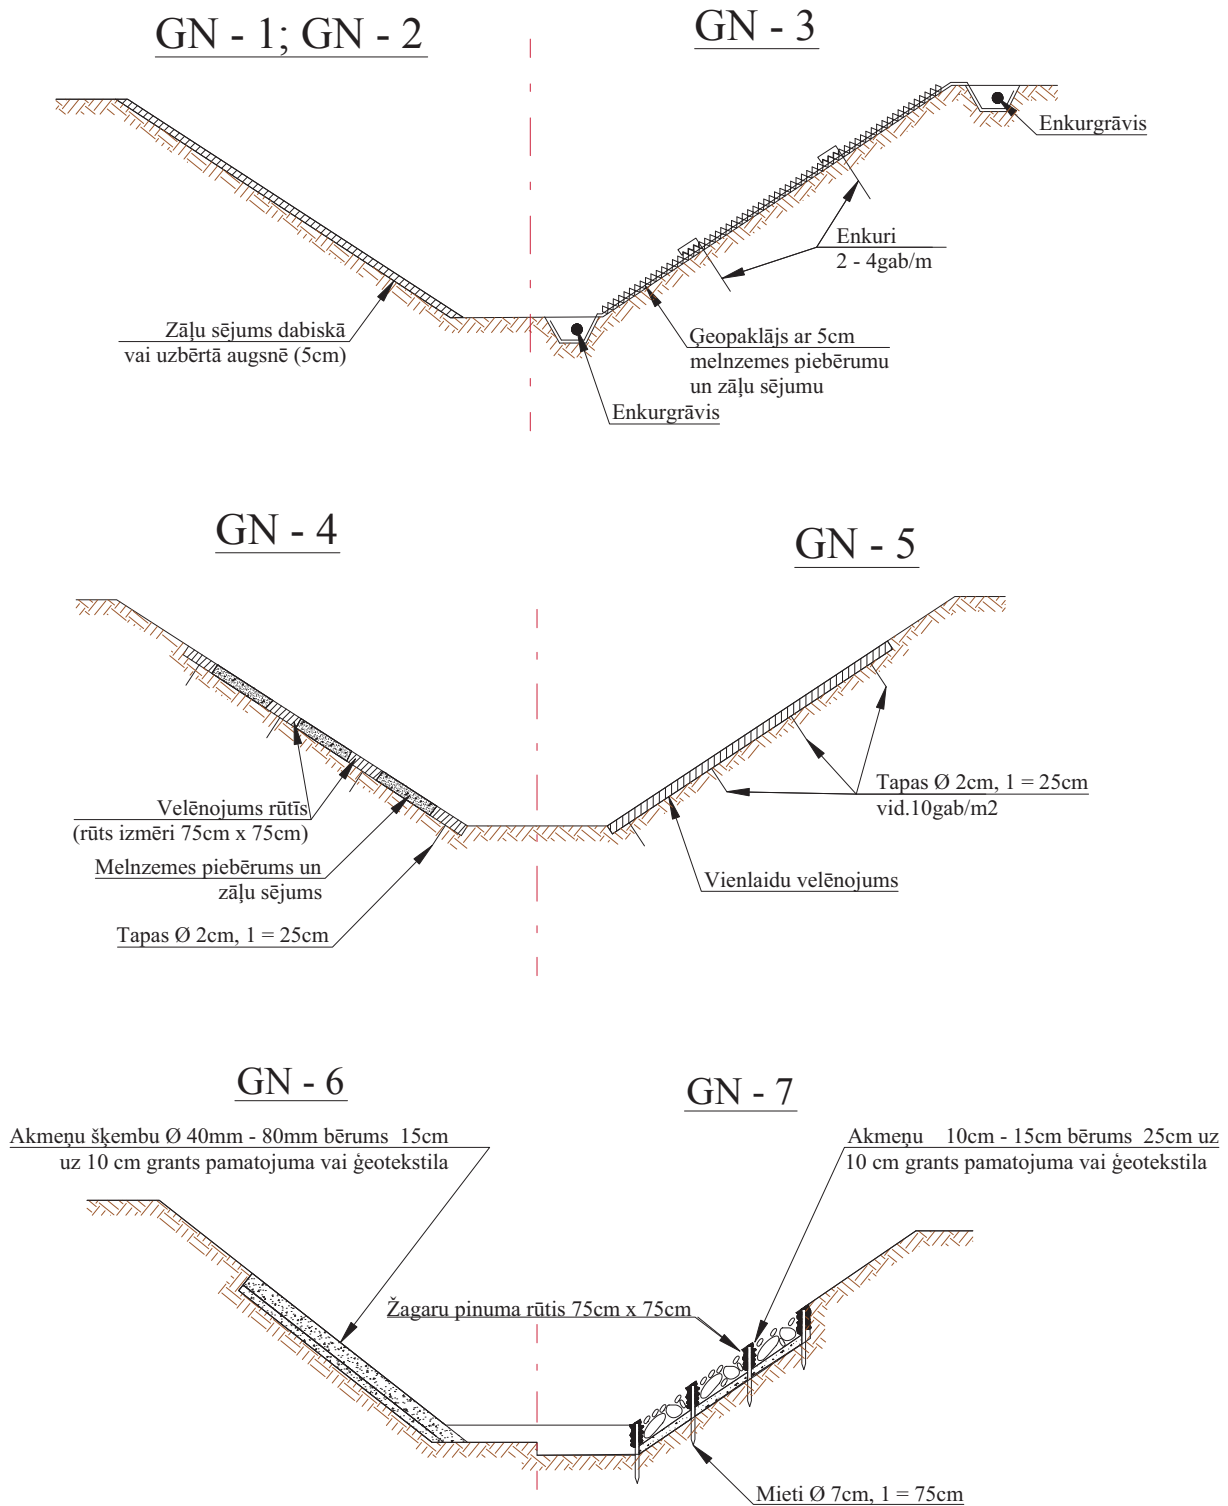 GN - 1; GN - 2
GN - 3
Enkurgrāvis
Enkuri
2 - 4gab/m
Zāļu sējums dabiskā
vai uzbērtā augsnē (5cm)
Ģeopaklājs ar 5cm
melnzemes piebērumu
un zāļu sējumu
Enkurgrāvis
GN - 4
GN - 5
Velēnojums rūtīs
(rūts izmēri 75cm x 75cm)
Melnzemes piebērums un
zāļu sējums
Tapas Ø 2cm, 1 = 25cm
Tapas Ø 2cm, 1 = 25cm
vid.10gab/m2
Vienlaidu velēnojums
GN - 6
GN - 7
Akmeņu šķembu Ø 40mm - 80mm bērums 15cm
uz 10 cm grants pamatojuma vai ģeotekstila
Akmeņu 10cm - 15cm bērums 25cm uz
10 cm grants pamatojuma vai ģeotekstila
Žagaru pinuma rūtis 75cm x 75cm
Mieti Ø 7cm, 1 = 75cm